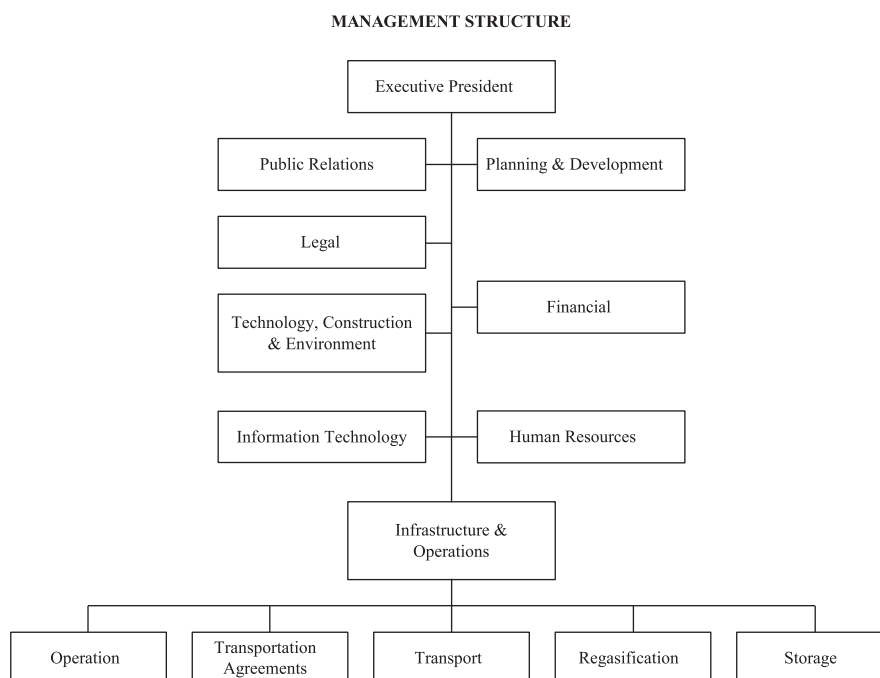 MANAGEMENT STRUCTURE
Executive President
Public Relations
Planning & Development
Legal
Financial
Technology, Construction
& Environment
Information Technology
Human Resources
Infrastructure &
Operations
Operation
Transportation
Agreements
Transport
Regasification
Storage